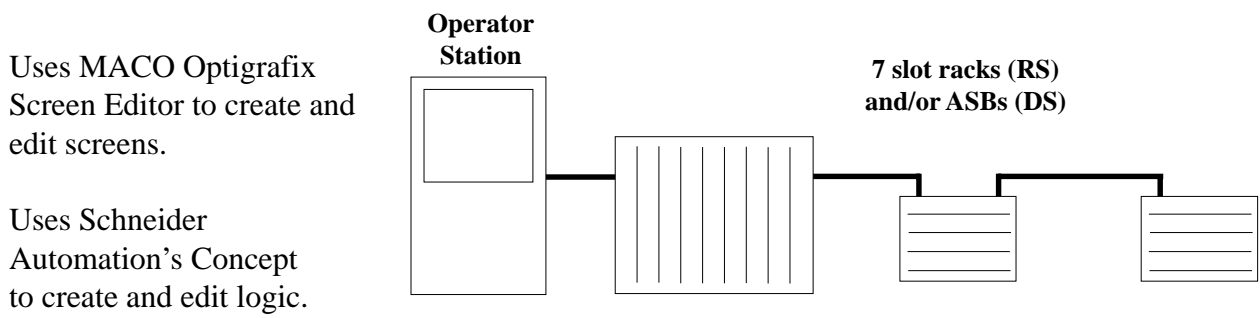 Operator
Station
Uses MACO Optigrafix
Screen Editor to create and
edit screens.
7 slot racks (RS)
and/or ASBs (DS)
Uses Schneider
Automation’s Concept
to create and edit logic.